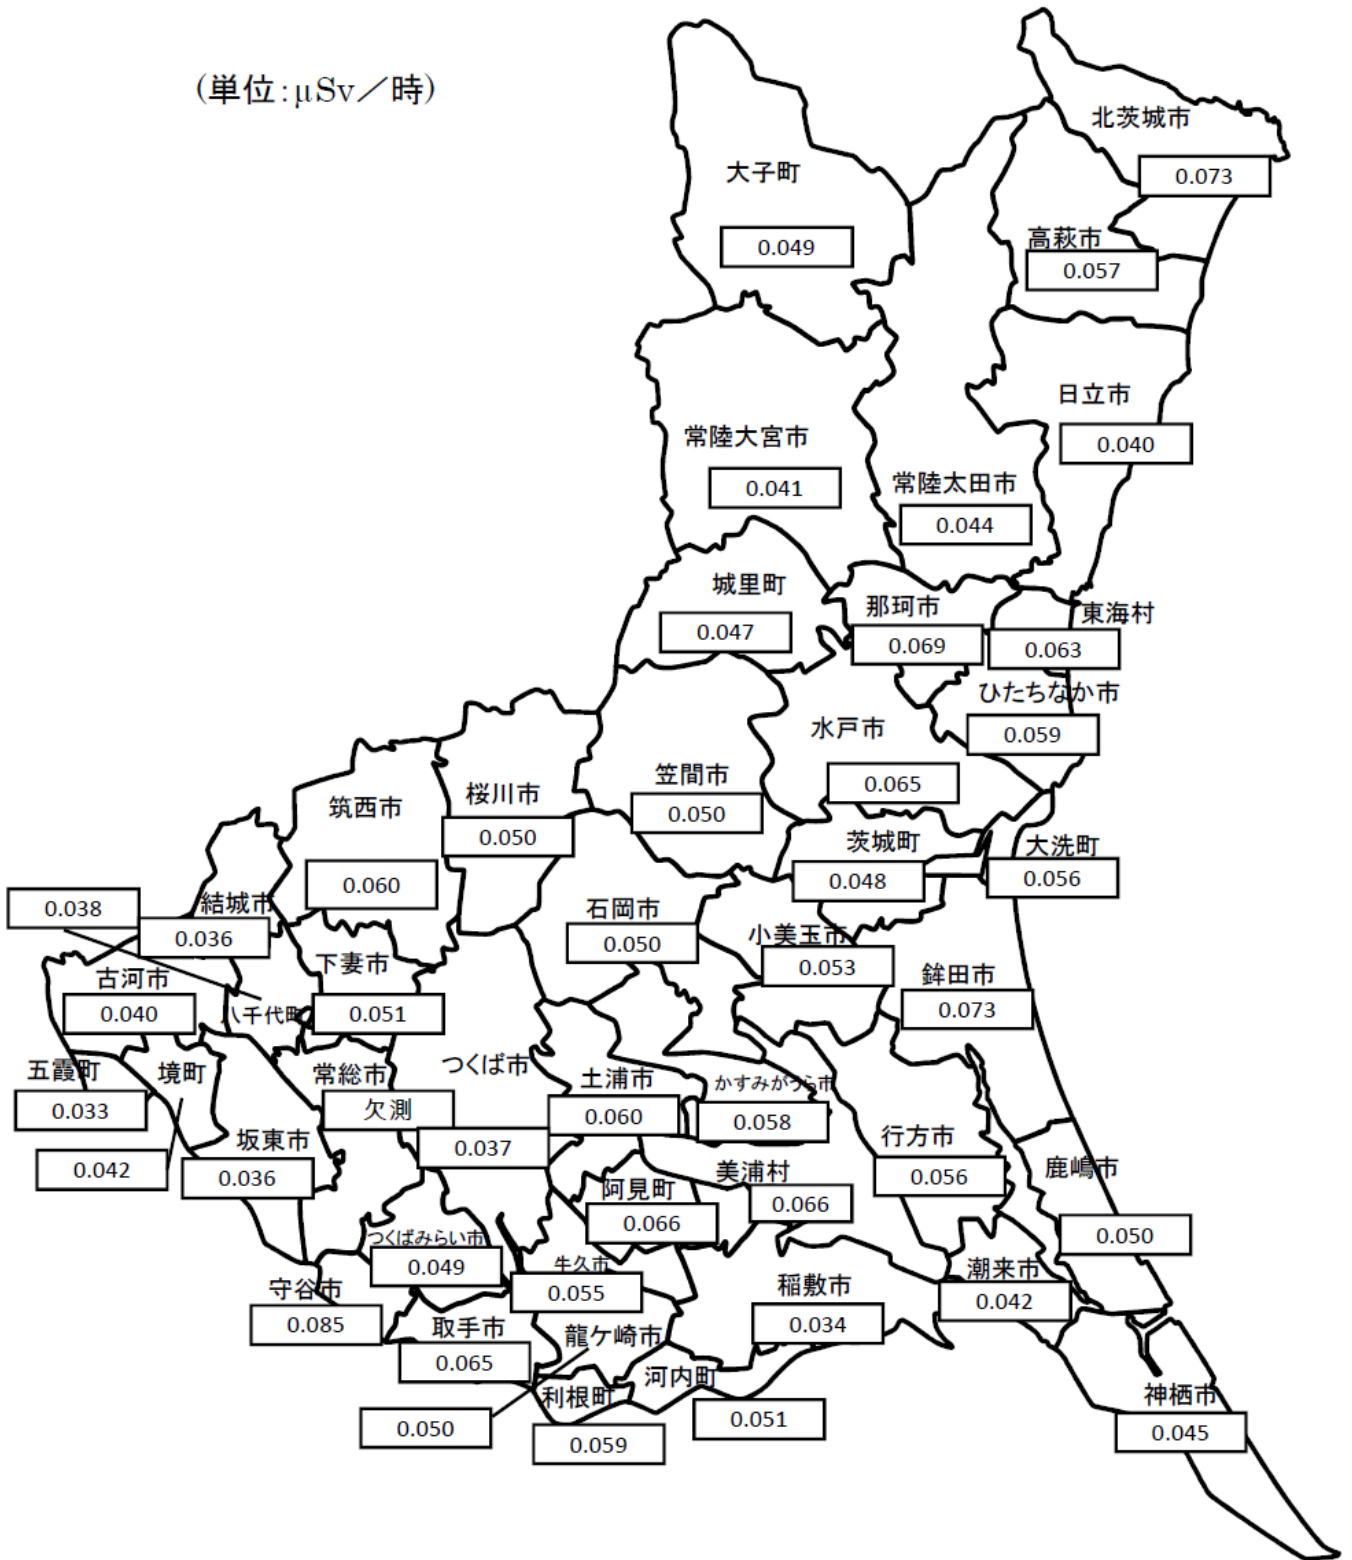 (単位:μSv/時)
北茨城市
0.073
大子町
0.049
高萩市
0.057
日立市
0.040
常陸大宮市
0.041
常陸太田市
0.044
城里町
0.047
那珂市
0.069
東海村
0.063
ひたちなか市
0.059
水戸市
0.065
笠間市
0.050
桜川市
0.050
筑西市
0.060
茨城町
0.048
大洗町
0.056
結城市
0.036
0.038
八千代町
石岡市
0.050
小美玉市
0.053
下妻市
0.051
鉾田市
0.073
古河市
0.040
五霞町
0.033
境町
0.042
常総市
欠測
つくば市
0.037
土浦市
0.060
かすみがうら市
0.058
坂東市
0.036
行方市
0.056
鹿嶋市
0.050
美浦村
0.066
阿見町
0.066
つくばみらい市
0.049
牛久市
0.055
守谷市
0.085
取手市
0.065
稲敷市
0.034
潮来市
0.042
龍ケ崎市
0.050
利根町
0.059
河内町
0.051
神栖市
0.045